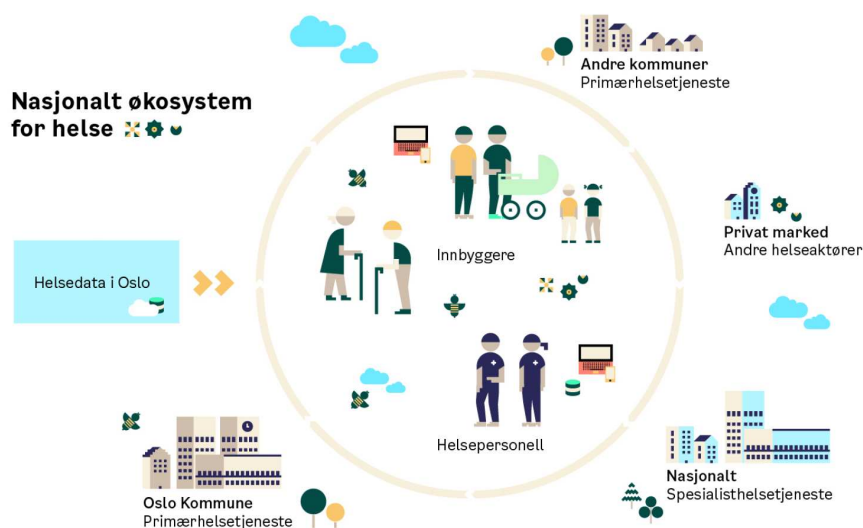 Nasjonalt økosystem
for helse
Andre kommuner
Primærhelsetjeneste
Privat marked
Andre helseaktører
Innbyggere
Helsedata i Oslo
Helsepersonell
Nasjonalt
Spesialisthelsetjeneste
Oslo Kommune
Primærhelsetjeneste